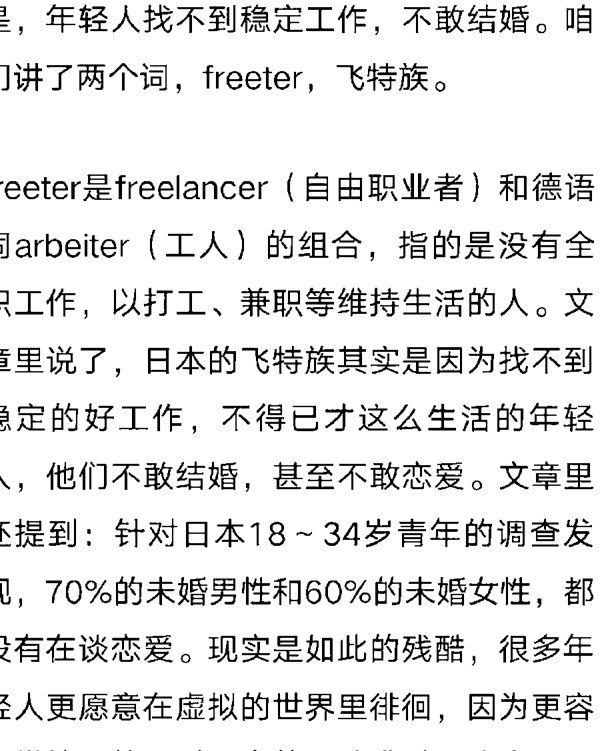 是，年轻人找不到稳定工作，不敢结婚。咱
们讲了两个词，freeter，飞特族。
freeter是freelancer（自由职业者）和德语
词arbeiter（工人）的组合，指的是没有全
职工作，以打工、兼职等维持生活的人。文
章里说了，日本的飞特族其实是因为找不到
稳定的好工作，不得已才这么生活的年轻
人，他们不敢结婚，甚至不敢恋爱。文章里
还提到：针对日本18～34岁青年的调查发
现，70%的未婚男性和60%的未婚女性，都
没有在谈恋爱。现实是如此的残酷，很多年
轻人更愿意在虚拟的世界里徘徊，因为更容